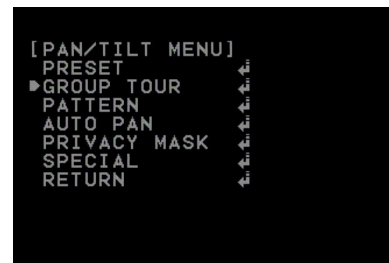 [PAN/TILT MENU]
PRESET
GROUP TOUR
PATTERN
AUTO PAN
PRIVACY MASK
SPECIAL
RETURN